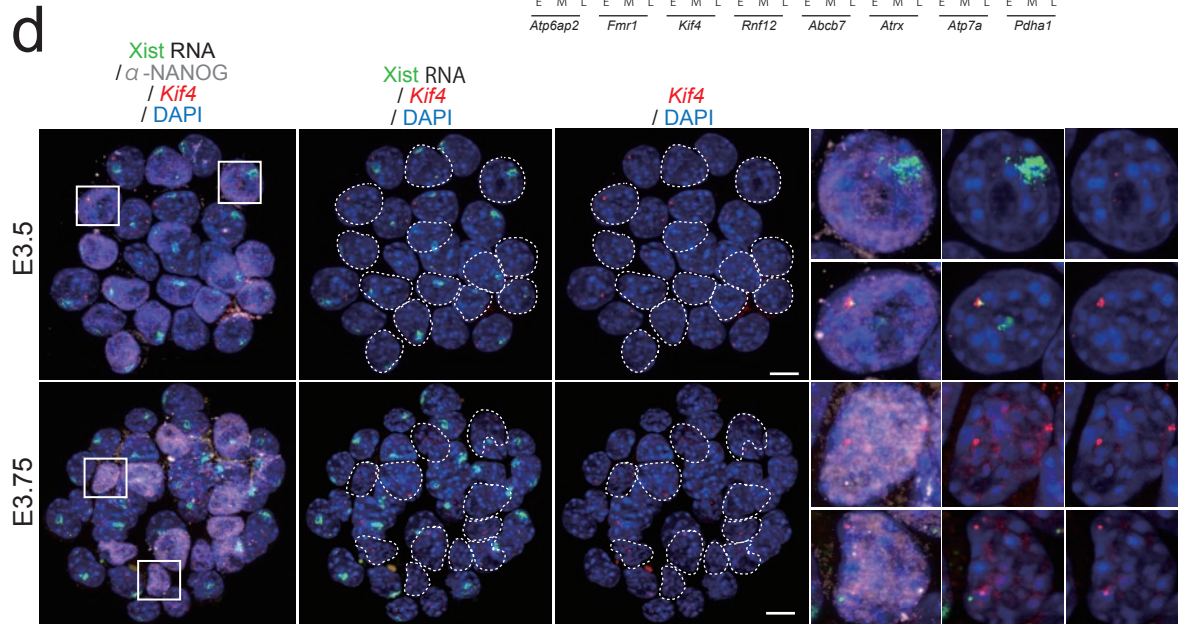 E M L E M L E M L E M L E M L E M L E M L E M L
Atp6ap2 Fmr1 Kif4 Rnf12 Abcb7 Atrx Atp7a Pdha1
d
Xist RNA
/α-NANOG
/ Kif4
/ DAPI
Xist RNA
/ Kif4
/ DAPI
Kif4
/ DAPI
E3.5
E3.75